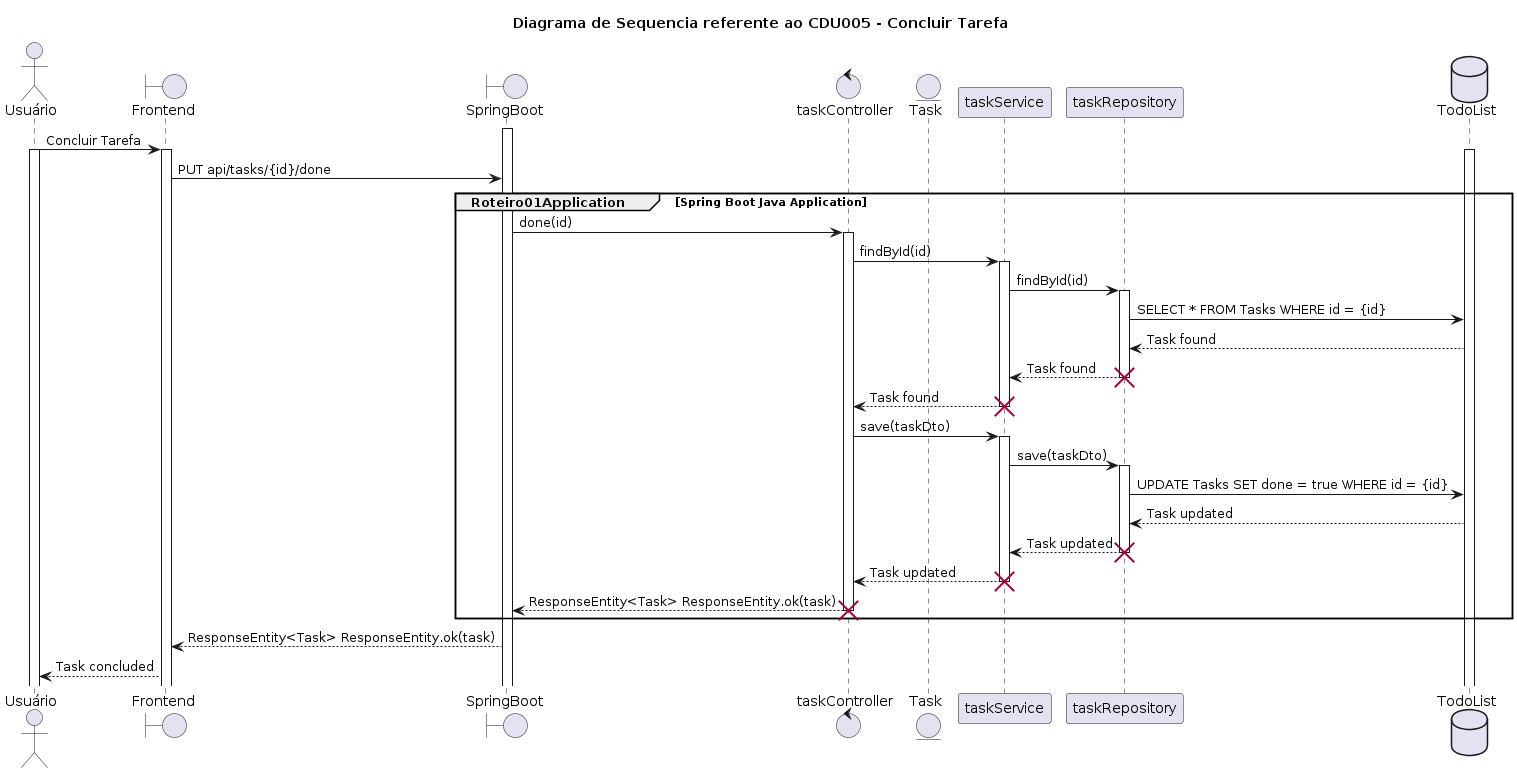 Diagrama de Sequencia referente ao CDU005 - Concluir Tarefa
Usuário
Frontend
SpringBoot
taskController
Task
taskService
taskRepository
TodoList
Concluir Tarefa
PUT api/tasks/{id}/done
Roteiro01Application
[Spring Boot Java Application]
done(id)
findById(id)
findById(id)
SELECT * FROM Tasks WHERE id = {id}
Task found
Task found
Task found
save(taskDto)
save(taskDto)
UPDATE Tasks SET done = true WHERE id = {id}
Task updated
Task updated
Task updated
ResponseEntity<Task> ResponseEntity.ok(task)
ResponseEntity<Task> ResponseEntity.ok(task)
Task concluded
Usuário
Frontend
SpringBoot
taskController
Task
taskService
taskRepository
TodoList